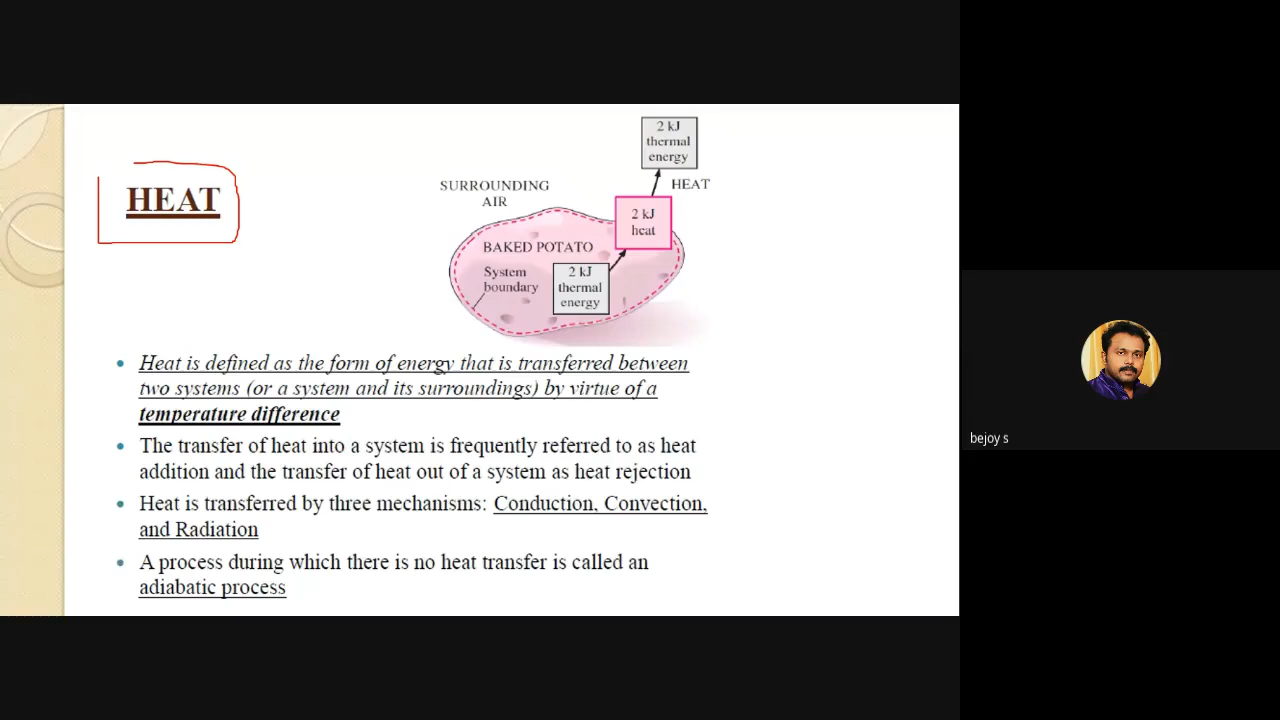 HEAT
2 kJ
thermal
energy
HEAT
SURROUNDING
AIR
2 kJ
heat
BAKED POTATO
System
boundary
2 kJ
thermal
energy
• Heat is defined as the form of energy that is transferred between
two systems (or a system and its surroundings) by virtue of a
temperature difference
• The transfer of heat into a system is frequently referred to as heat
addition and the transfer of heat out of a system as heat rejection
• Heat is transferred by three mechanisms: Conduction, Convection,
and Radiation
• A process during which there is no heat transfer is called an
adiabatic process
bejoy s